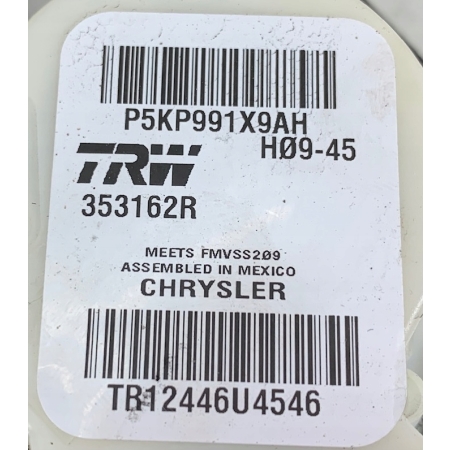 P5KP991X9AH
HØ9-45
TRW
353162R
MEETS FMVSS2Ø9
ASSEMBLED IN MEXICO
CHRYSLER
TR12446U4546